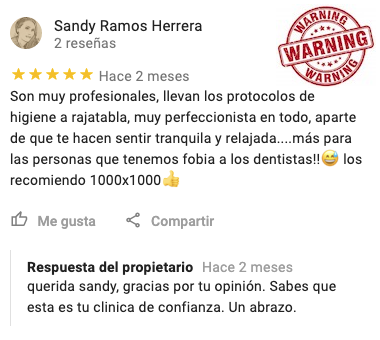 Sandy Ramos Herrera
2 reseñas
WARNING
WARNING
WARNING
★★★★★ Hace 2 meses
Son muy profesionales, llevan los protocolos de
higiene a rajatabla, muy perfeccionista en todo, aparte
de que te hacen sentir tranquila y relajada....más para
las personas que tenemos fobia a los dentistas!!😅 los
recomiendo 1000x1000👍
Me gusta
Compartir
Respuesta del propietario Hace 2 meses
querida sandy, gracias por tu opinión. Sabes que
esta es tu clinica de confianza. Un abrazo.